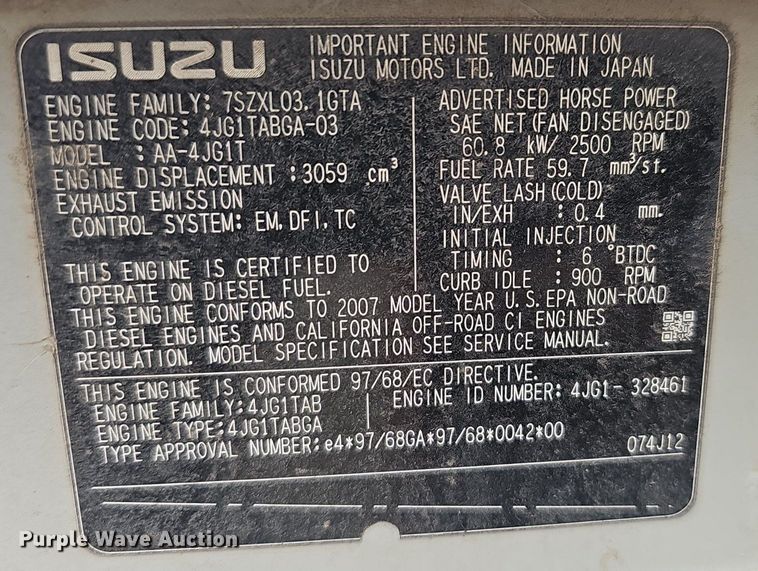 ISUZU
IMPORTANT ENGINE INFORMATION
ISUZU MOTORS LTD. MADE IN JAPAN
ENGINE FAMILY: 7SZXL03.1GTA
ENGINE CODE: 4JG1TABGA-03
MODEL : AA-4JG1T
ENGINE DISPLACEMENT: 3059 cm³
EXHAUST EMISSION
CONTROL SYSTEM: EM, DFI, TC
ADVERTISED HORSE POWER
SAE NET (FAN DISENGAGED)
60.8 kW/ 2500 RPM
FUEL RATE 59.7 mm³/st.
VALVE LASH (COLD)
IN/EXH : 0.4 mm.
INITIAL INJECTION
TIMING : 6 °BTDC
CURB IDLE : 900 RPM
THIS ENGINE IS CERTIFIED TO
OPERATE ON DIESEL FUEL.
THIS ENGINE CONFORMS TO 2007 MODEL YEAR U.S. EPA NON-ROAD
DIESEL ENGINES AND CALIFORNIA OFF-ROAD CI ENGINES
REGULATION. MODEL SPECIFICATION SEE SERVICE MANUAL.
THIS ENGINE IS CONFORMED 97/68/EC DIRECTIVE.
ENGINE FAMILY: 4JG1TAB
ENGINE ID NUMBER: 4JG1- 328461
ENGINE TYPE: 4JG1TABGA
TYPE APPROVAL NUMBER: e4*97/68GA*97/68*0042*00
074J12
Purple Wave Auction